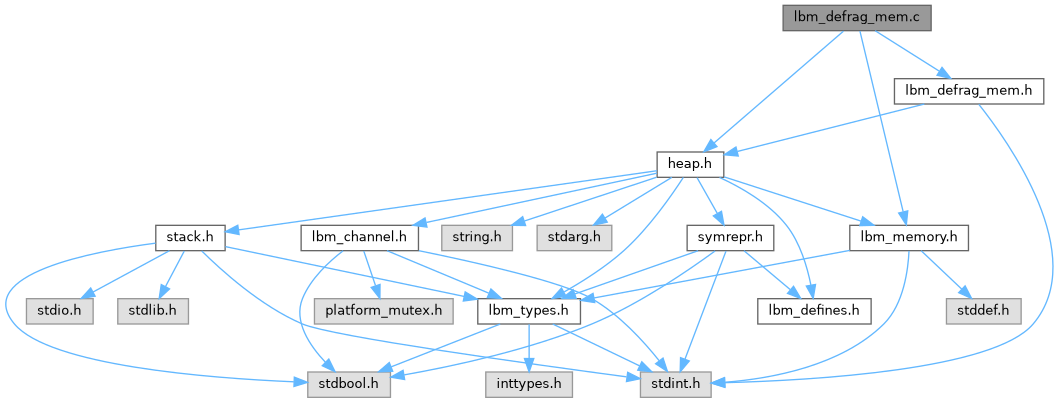 lbm_defrag_mem.c
lbm_defrag_mem.h
heap.h
stack.h
lbm_channel.h
string.h
stdarg.h
symrepr.h
lbm_memory.h
stdio.h
stdlib.h
platform_mutex.h
lbm_types.h
lbm_defines.h
stddef.h
stdbool.h
inttypes.h
stdint.h